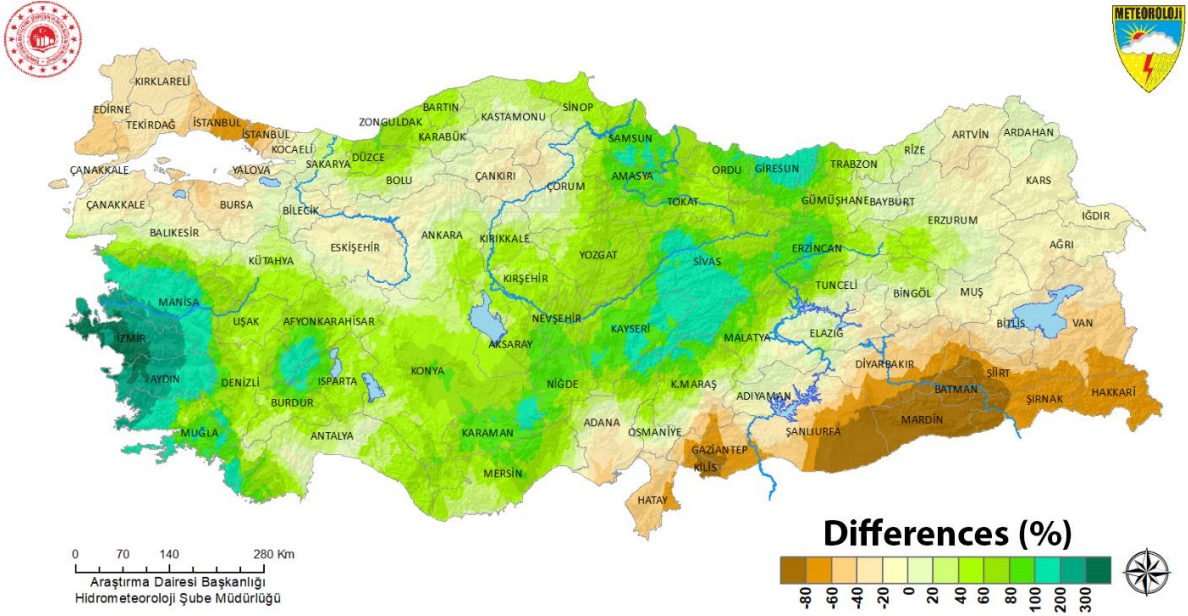 METEOROLOJİ
KIRKLARELİ
EDİRNE
TEKİRDAĞ
İSTANBUL
İSTANBUL
KOCAELİ
YALOVA
ÇANAKKALE
ÇANAKKALE
BURSA
BALIKESİR
BİLECİK
SAKARYA
DÜZCE
ZONGULDAK
BARTIN
KARABÜK
KASTAMONU
SİNOP
BOLU
ÇANKIRI
ÇORUM
SAMSUN
AMASYA
ORDU
GİRESUN
TRABZON
RİZE
ARTVİN
ARDAHAN
KARS
IĞDIR
AĞRI
TOKAT
GÜMÜŞHANE
BAYBURT
ERZURUM
ERZİNCAN
ESKİŞEHİR
ANKARA
KIRIKKALE
KÜTAHYA
YOZGAT
SİVAS
KIRŞEHİR
TUNCELİ
BİNGÖL
MUŞ
BİTLİS
VAN
MANİSA
İZMİR
UŞAK
AFYONKARAHİSAR
NEVŞEHİR
KAYSERİ
AKSARAY
MALATYA
ELAZIĞ
DİYARBAKIR
SİİRT
BATMAN
HAKKARİ
ŞIRNAK
AYDIN
DENİZLİ
ISPARTA
BURDUR
KONYA
NİĞDE
K.MARAŞ
ADIYAMAN
MARDİN
MUĞLA
ANTALYA
KARAMAN
ADANA
OSMANİYE
ŞANLIURFA
GAZİANTEP
KİLİS
MERSİN
HATAY
Differences (%)
-80
-60
-40
-20
0
20
40
60
80
100
200
300
0 70 140 280 Km
Araştırma Dairesi Başkanlığı
Hidrometeoroloji Şube Müdürlüğü